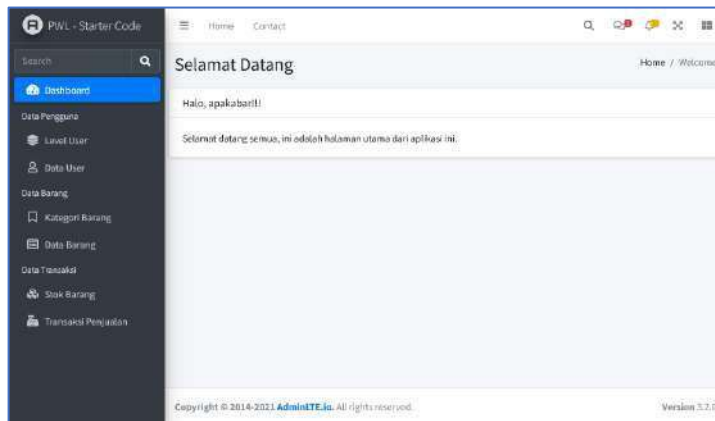 PWL - Starter Code
Search
Dashboard
Data Pengguna
Level User
Data User
Data Barang
Kategori Barang
Data Barang
Data Transaksi
Stok Barang
Transaksi Penjualan
Home Contact
Selamat Datang
Home / Welcome
Halo, apakabar!!!
Selamat datang semua, ini adalah halaman utama dari aplikasi ini.
Copyright © 2014-2021 AdminLTE.io. All rights reserved.
Version 3.2.0